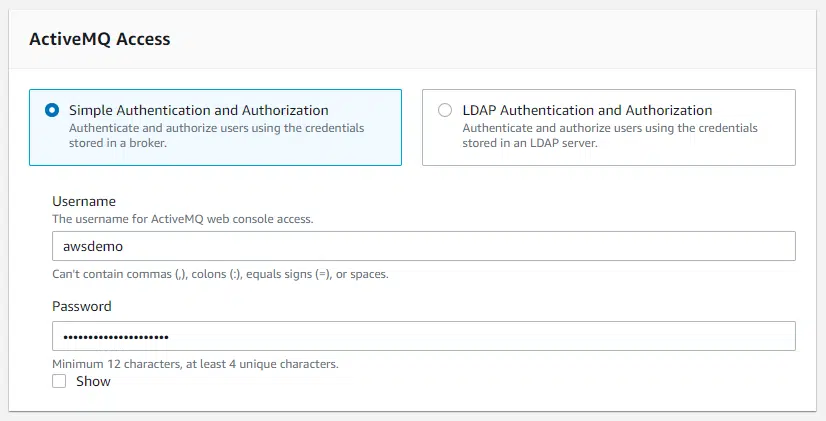 ActiveMQ Access
Simple Authentication and Authorization
Authenticate and authorize users using the credentials
stored in a broker.
LDAP Authentication and Authorization
Authenticate and authorize users using the credentials
stored in an LDAP server.
Username
The username for ActiveMQ web console access.
awsdemo
Can't contain commas (,), colons (:), equals signs (=), or spaces.
Password
•••••••••••••••••••••
Minimum 12 characters, at least 4 unique characters.
Show